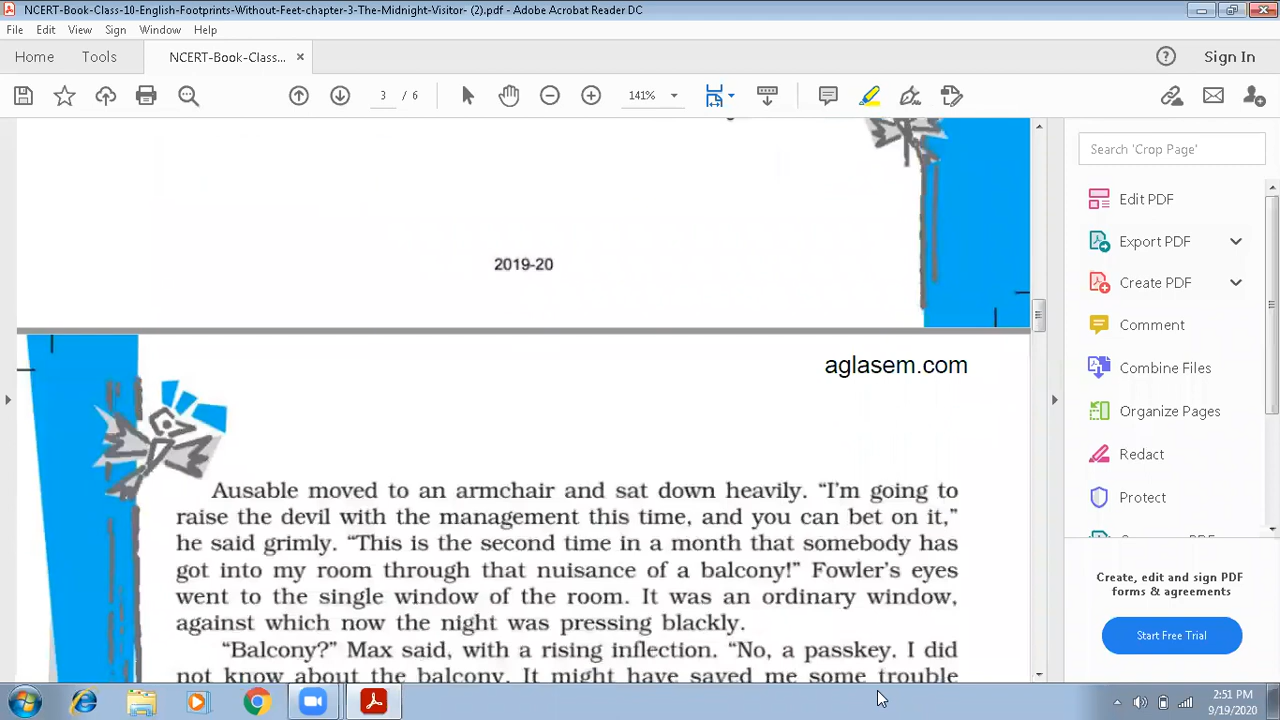 NCERT-Book-Class-10-English-Footprints-Without-Feet-chapter-3-The-Midnight-Visitor- (2).pdf - Adobe Acrobat Reader DC
File Edit View Sign Window Help
Home Tools NCERT-Book-Class... × Sign In
3 / 6 141%
2019-20
aglasem.com
Ausable moved to an armchair and sat down heavily. “I’m going to
raise the devil with the management this time, and you can bet on it,”
he said grimly. “This is the second time in a month that somebody has
got into my room through that nuisance of a balcony!” Fowler’s eyes
went to the single window of the room. It was an ordinary window,
against which now the night was pressing blackly.
“Balcony?” Max said, with a rising inflection. “No, a passkey. I did
not know about the balcony. It might have saved me some trouble
Search 'Crop Page'
Edit PDF
Export PDF
Create PDF
Comment
Combine Files
Organize Pages
Redact
Protect
Create, edit and sign PDF
forms & agreements
Start Free Trial
2:51 PM
9/19/2020